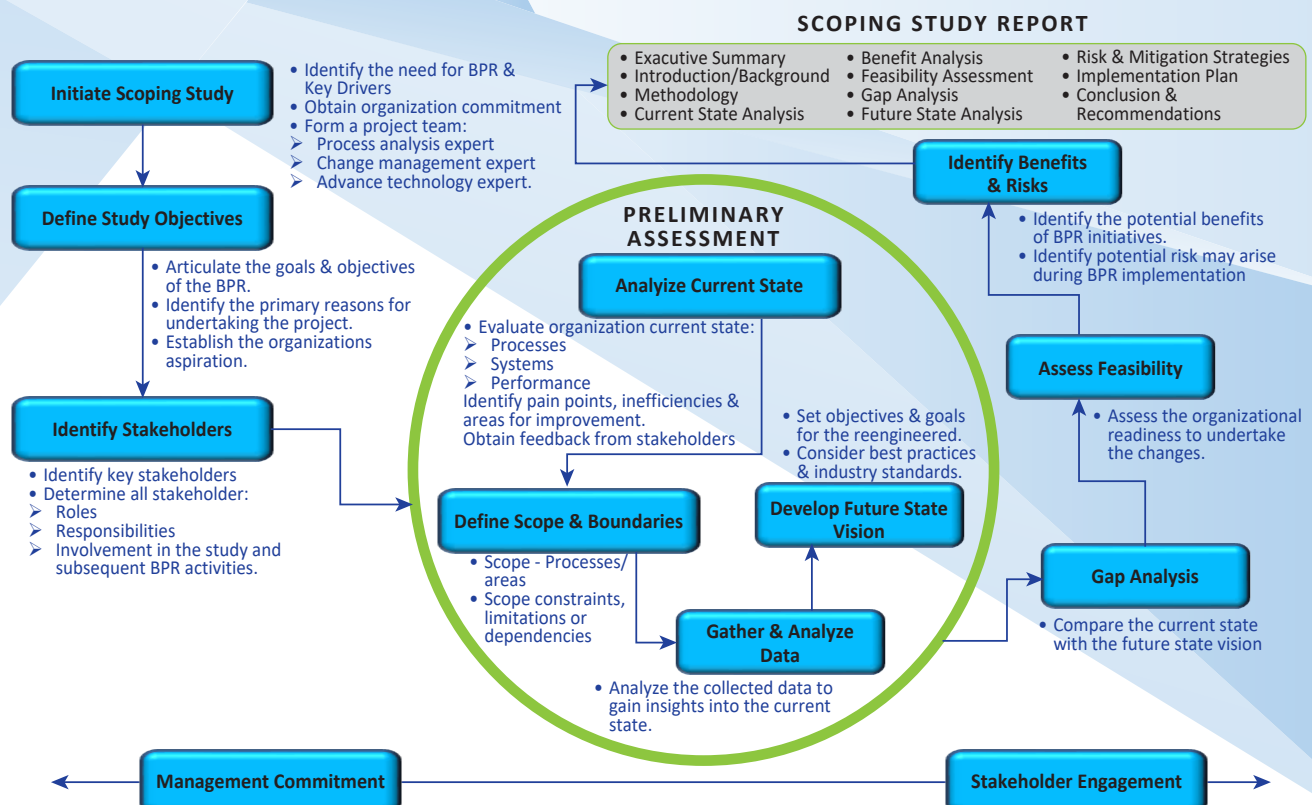 SCOPING STUDY REPORT
• Exacutive Summary
• Introduction/Background
• Methodology
• Current State Analysis
• Benefit Analysis
• Feasibility Assessment
• Gap Analysis
• Future State Analysis
• Risk & Mitigation Strategies
• Implementation Plan
• Conclusion &
Recommendations
Initiate Scoping Study
• Identify the need for BPR &
Key Drivers
• Obtain organization commitment
• Form a project team:
➢ Process analysis expert
➢ Change management expert
➢ Advance technology expert.
Define Study Objectives
• Articulate the goals & objectives
of the BPR.
• Identify the primary reasons for
undertaking the project.
• Establish the organizations
aspiration.
Identify Stakeholders
• Identify key stakeholders
• Determine all stakeholder:
➢ Roles
➢ Responsibilities
➢ Involvement in the study and
subsequent BPR activities.
PRELIMINARY
ASSESSMENT
Analyize Current State
• Evaluate organization current state:
➢ Processes
➢ Systems
➢ Performance
Identify pain points, inefficiencies &
areas for improvement.
Obtain feedback from stakeholders
Define Scope & Boundaries
• Scope - Processes/
areas
• Scope constraints,
limitations or
dependencies
Gather & Analyze
Data
• Analyze the collected data to
gain insights into the current
state.
• Set objectives & goals
for the reengineered.
• Consider best practices
& industry standards.
Develop Future State
Vision
Gap Analysis
• Compare the current state
with the future state vision
Assess Feasibility
• Assess the organizational
readiness to undertake
the changes.
Identify Benefits
& Risks
• Identify the potential benefits
of BPR initiatives.
• Identify potential risk may arise
during BPR implementation
Management Commitment
Stakeholder Engagement